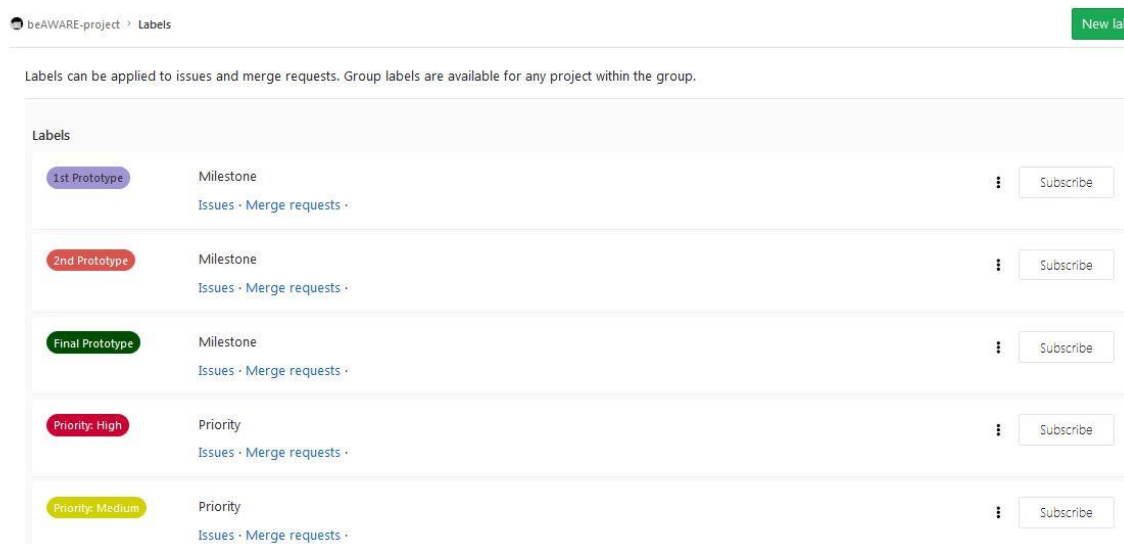 beAWARE-project › Labels
New la
Labels can be applied to issues and merge requests. Group labels are available for any project within the group.
Labels
1st Prototype Milestone Subscribe
Issues · Merge requests ·
2nd Prototype Milestone Subscribe
Issues · Merge requests ·
Final Prototype Milestone Subscribe
Issues · Merge requests ·
Priority: High Priority Subscribe
Issues · Merge requests ·
Priority: Medium Priority Subscribe
Issues · Merge requests ·